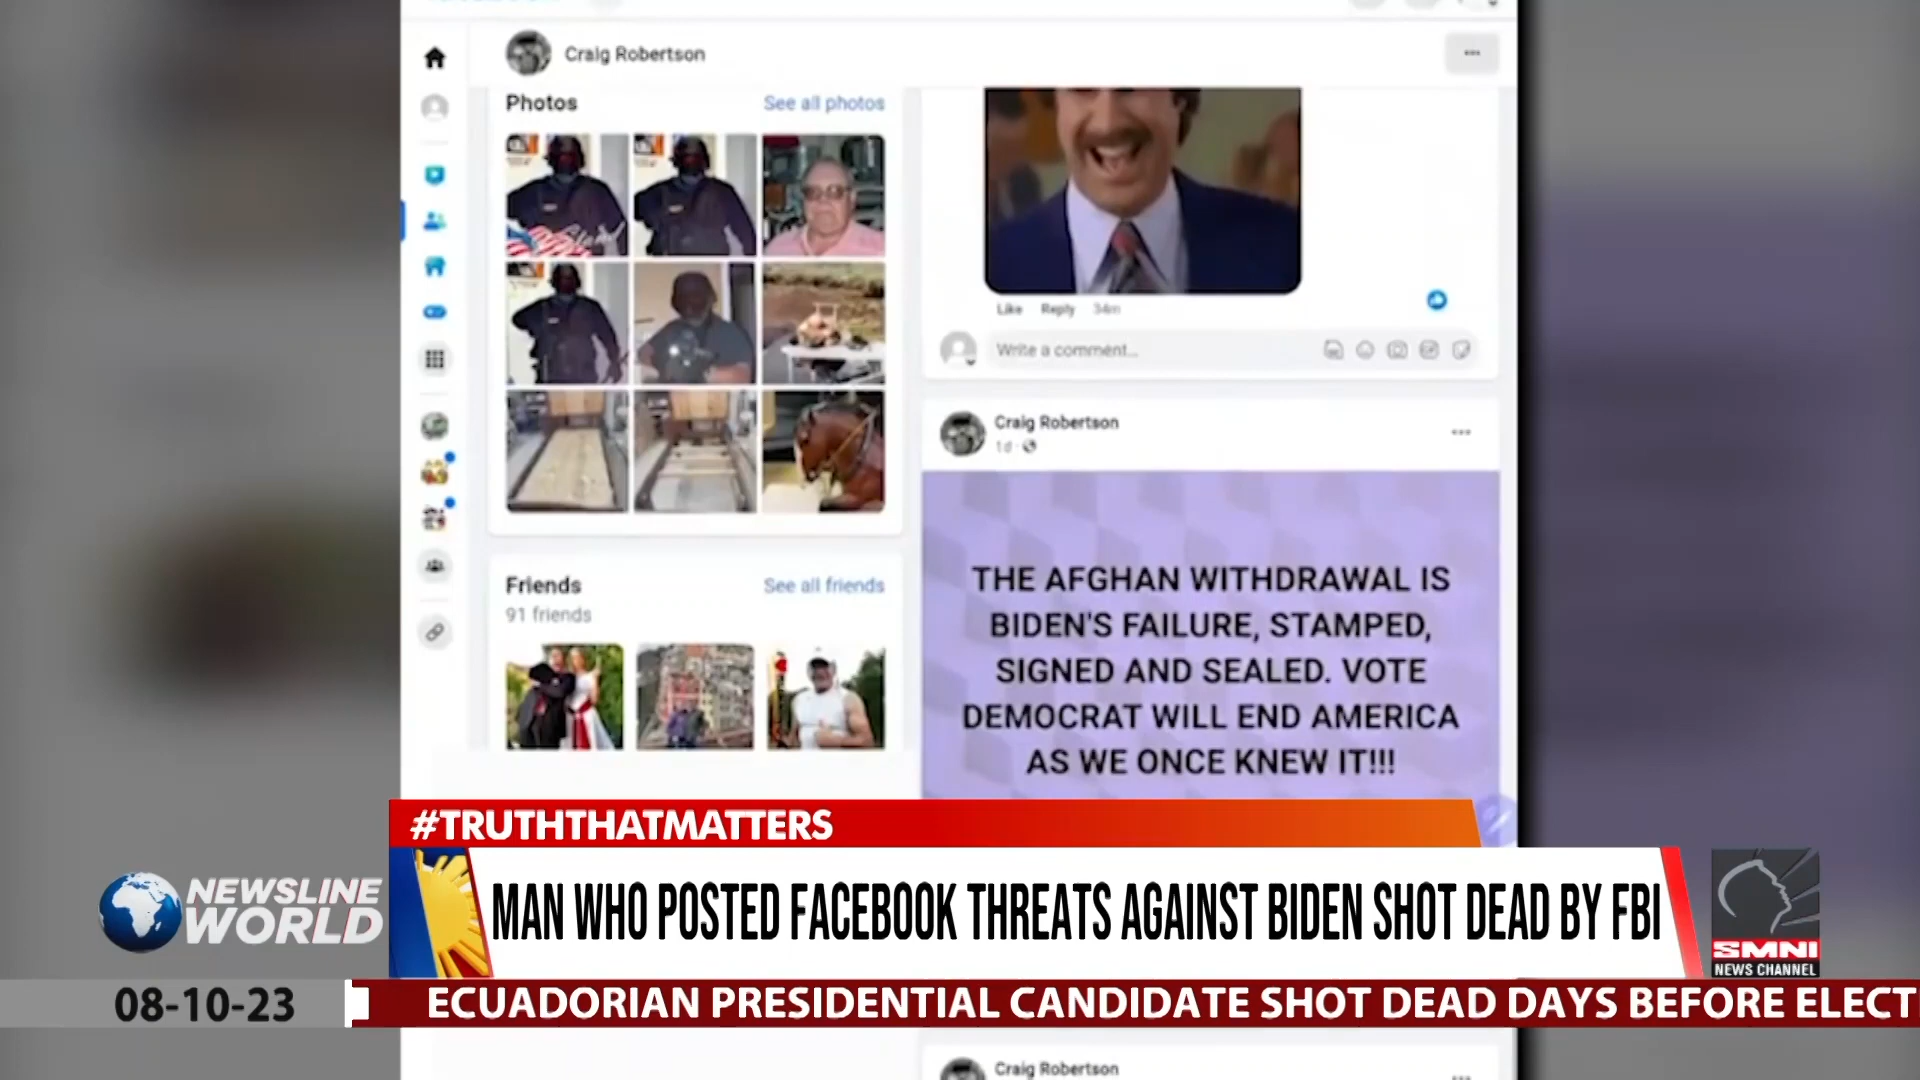 Craig Robertson
Photos
See all photos
Like Reply 34m
Write a comment...
Craig Robertson
1d
THE AFGHAN WITHDRAWAL IS
BIDEN'S FAILURE, STAMPED,
SIGNED AND SEALED. VOTE
DEMOCRAT WILL END AMERICA
AS WE ONCE KNEW IT!!!
Friends
See all friends
91 friends
#TRUTHTHATMATTERS
NEWSLINE
WORLD
MAN WHO POSTED FACEBOOK THREATS AGAINST BIDEN SHOT DEAD BY FBI
SMNI
NEWS CHANNEL
08-10-23
ECUADORIAN PRESIDENTIAL CANDIDATE SHOT DEAD DAYS BEFORE ELECT
Craig Robertson